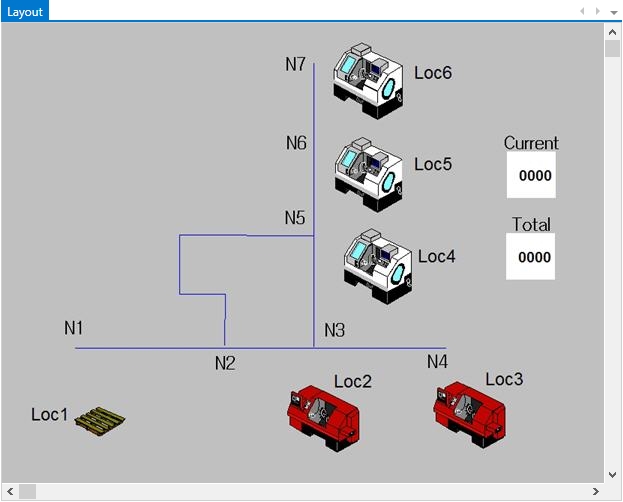 Layout
N7
Loc6
N6
Loc5
Current
0000
N5
Total
Loc4
0000
N1
N3
N2
N4
Loc2
Loc3
Loc1